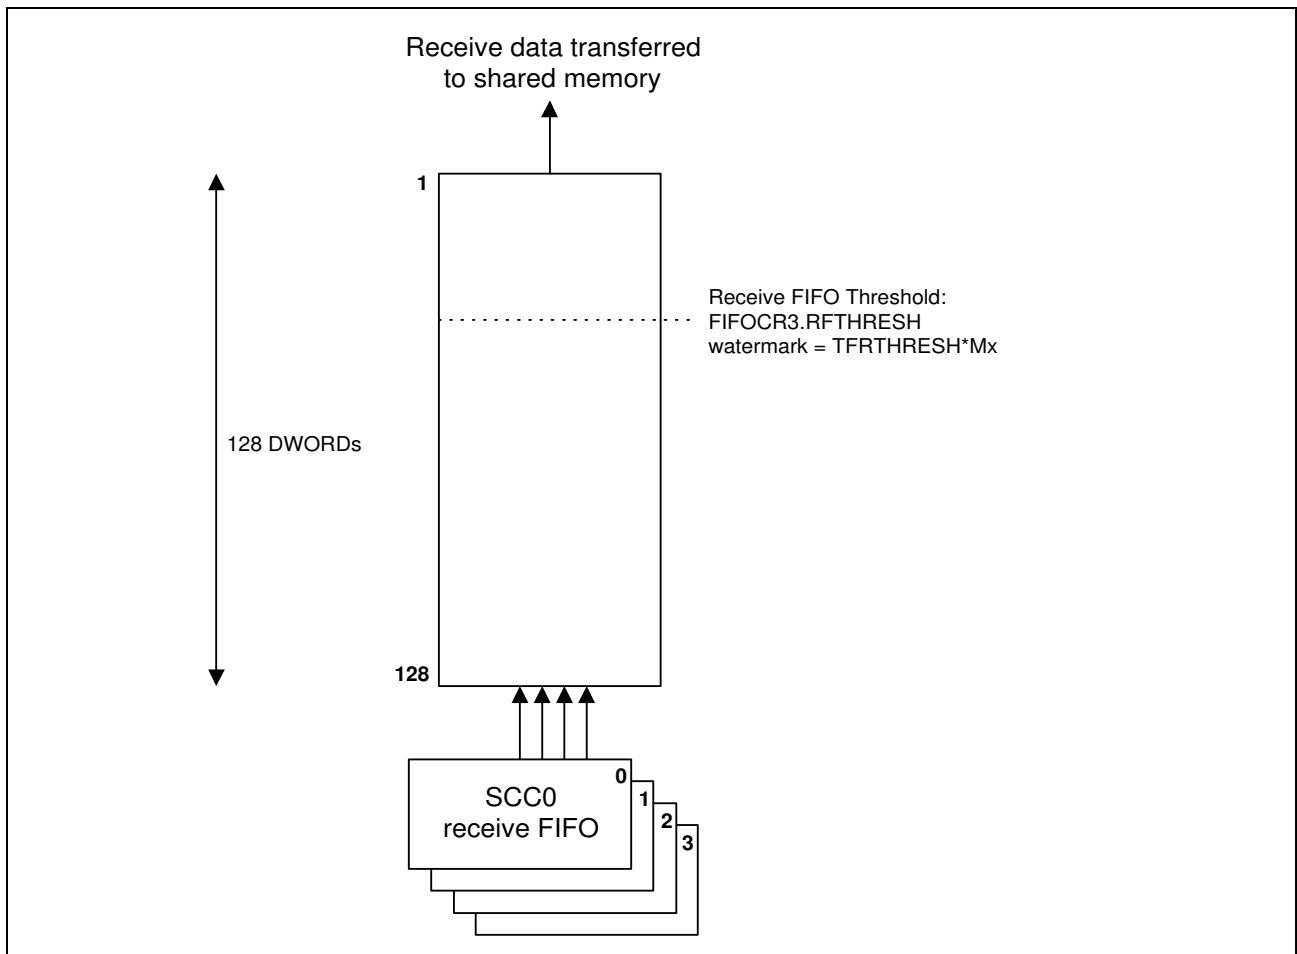 Receive data transferred
to shared memory
1
Receive FIFO Threshold:
FIFOCR3.RFTHRESH
watermark = TFRTHRESH*Mx
128 DWORDs
128
0
SCC0
receive FIFO
1
2
3